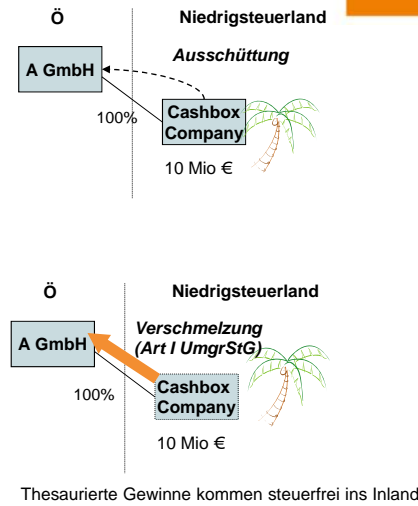 Ö
Niedrigsteuerland
Ausschüttung
A GmbH
100%
Cashbox
Company
10 Mio €
Ö
Niedrigsteuerland
Verschmelzung
(Art I UmgrStG)
A GmbH
100%
Cashbox
Company
10 Mio €
Thesaurierte Gewinne kommen steuerfrei ins Inland